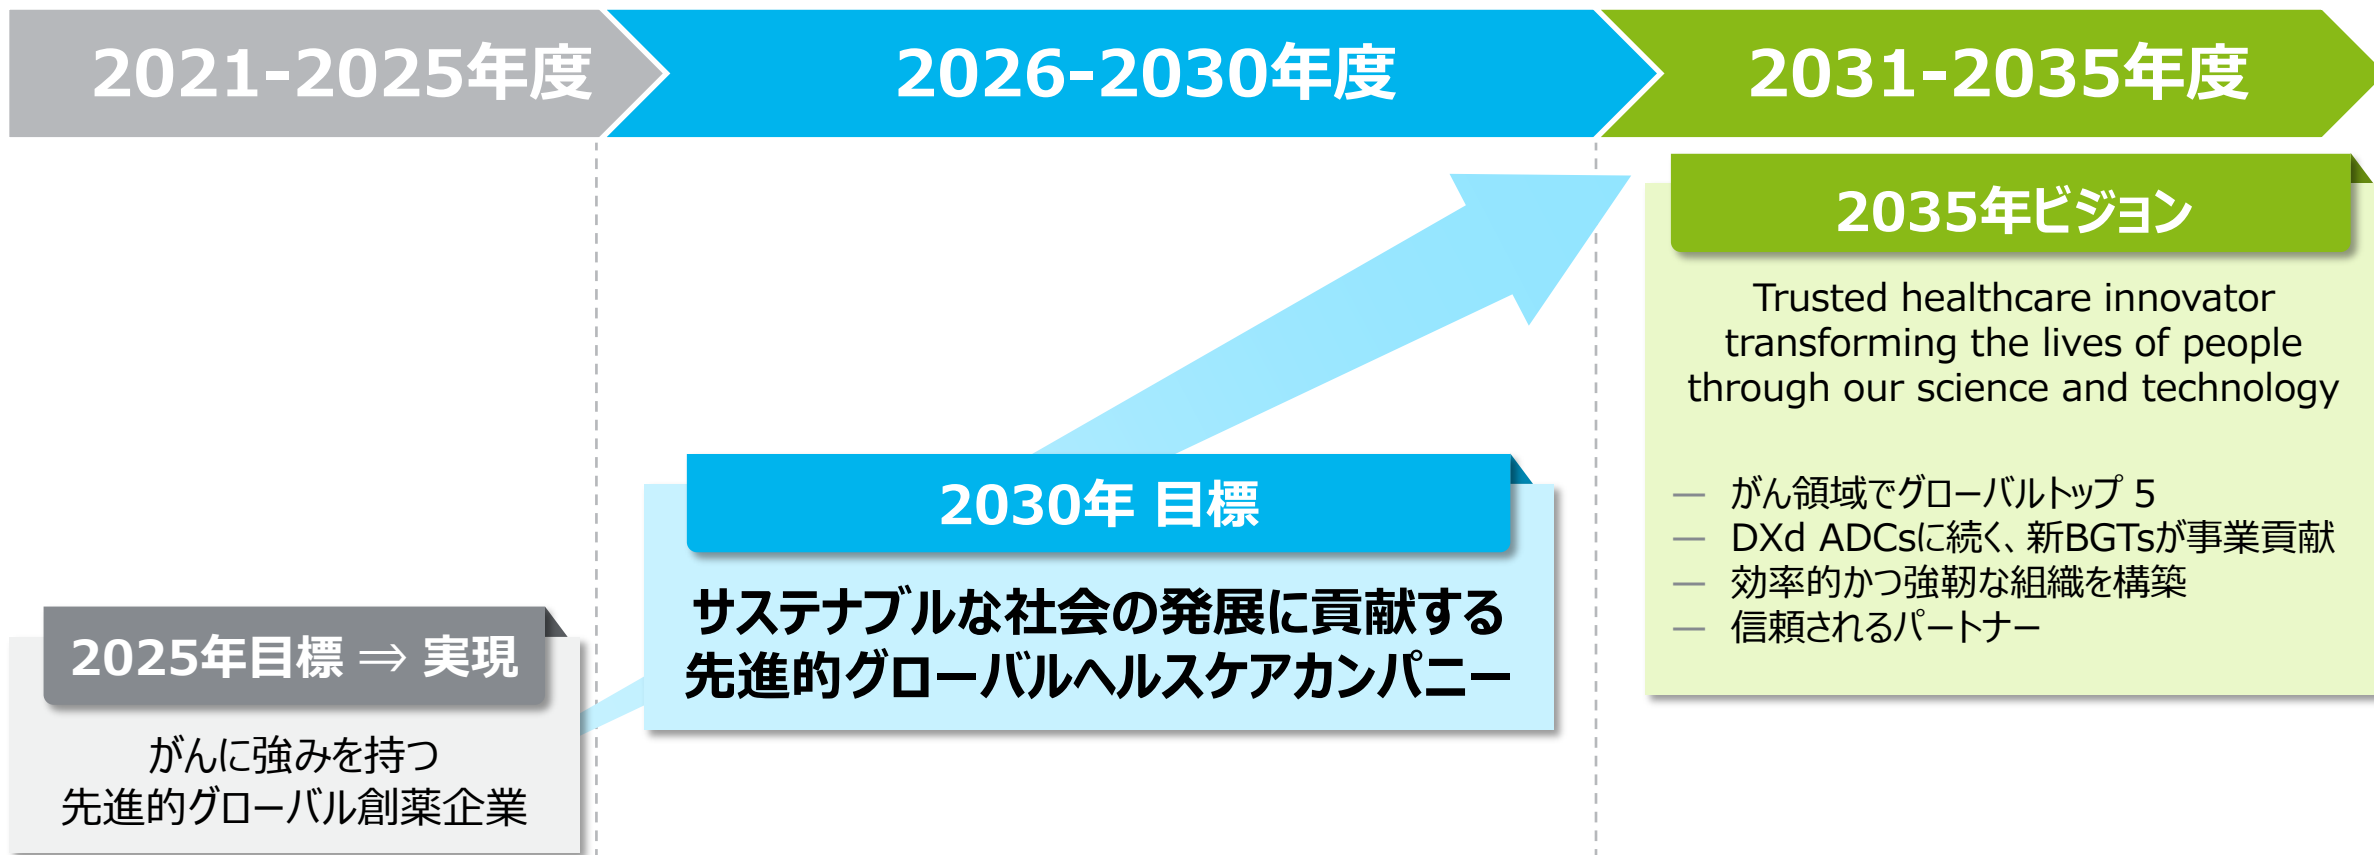 2021-2025年度
2026-2030年度
2031-2035年度
2025年目標 ⇒ 実現
がんに強みを持つ
先進的グローバル創薬企業
2030年 目標
サステナブルな社会の発展に貢献する
先進的グローバルヘルスケアカンパニー
2035年ビジョン
Trusted healthcare innovator
transforming the lives of people
through our science and technology
― がん領域でグローバルトップ 5
― DXd ADCsに続く、新BGTsが事業貢献
― 効率的かつ強靭な組織を構築
― 信頼されるパートナー